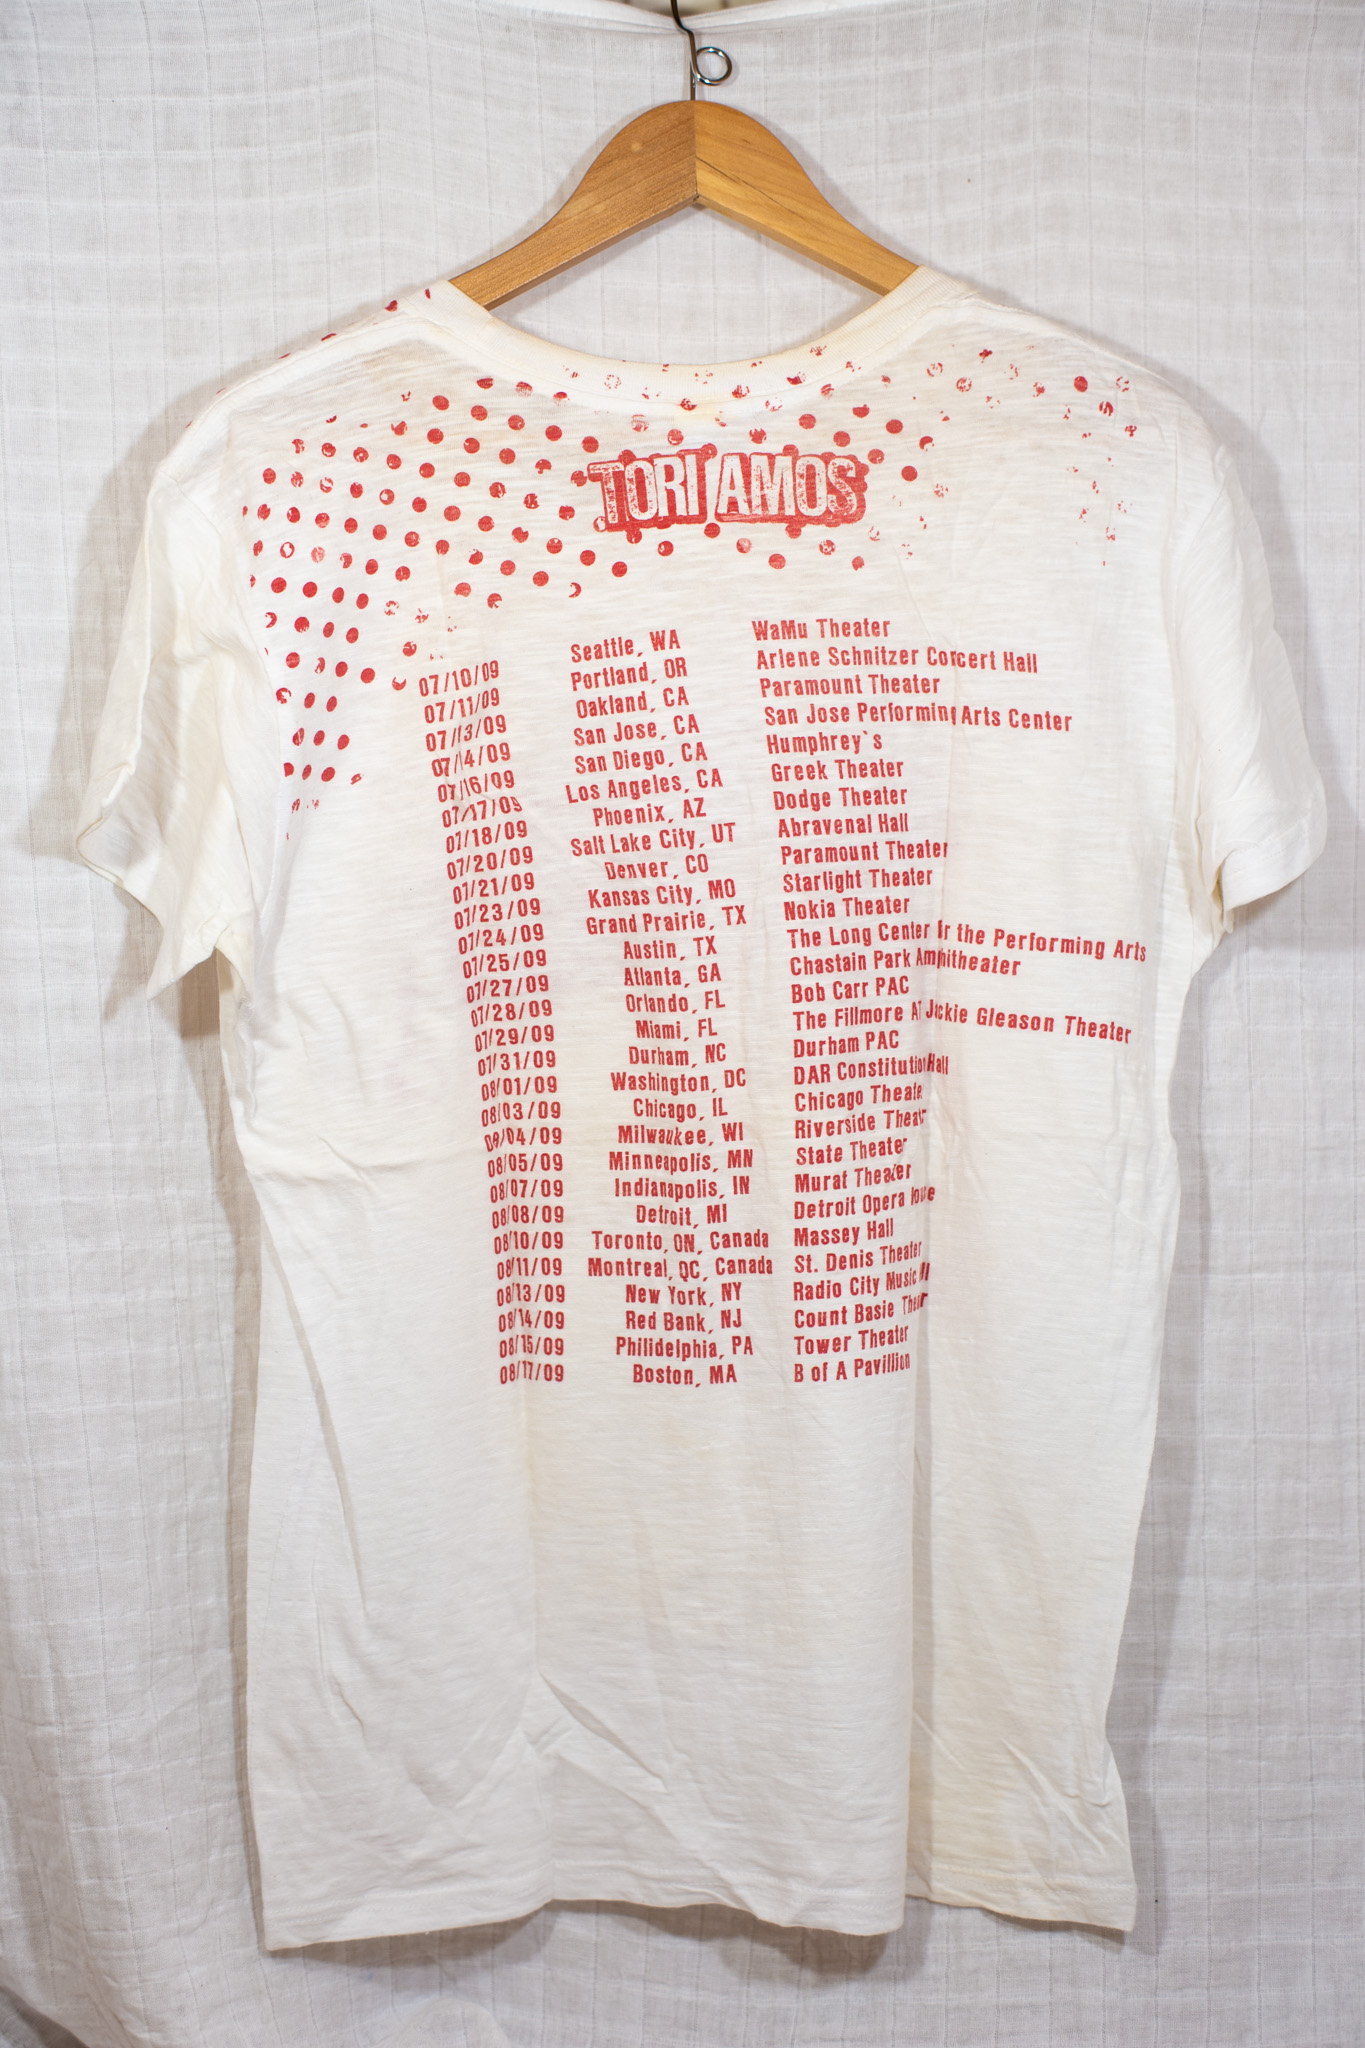 TORI AMOS
07/10/09 Seattle, WA WaMu Theater
07/11/09 Portland, OR Arlene Schnitzer Concert Hall
07/13/09 Oakland, CA Paramount Theater
07/14/09 San Jose, CA San Jose Performing Arts Center
07/16/09 San Diego, CA Humphrey`s
07/17/09 Los Angeles, CA Greek Theater
07/18/09 Phoenix, AZ Dodge Theater
07/20/09 Salt Lake City, UT Abravenal Hall
07/21/09 Denver, CO Paramount Theater
07/23/09 Kansas City, MO Starlight Theater
07/24/09 Grand Prairie, TX Nokia Theater
07/25/09 Austin, TX The Long Center for the Performing Arts
07/27/09 Atlanta, GA Chastain Park Amphitheater
07/28/09 Orlando, FL Bob Carr PAC
07/29/09 Miami, FL The Fillmore AT Jackie Gleason Theater
07/31/09 Durham, NC Durham PAC
08/01/09 Washington, DC DAR Constitution Hall
08/03/09 Chicago, IL Chicago Theater
08/04/09 Milwaukee, WI Riverside Theater
08/05/09 Minneapolis, MN State Theater
08/07/09 Indianapolis, IN Murat Theater
08/08/09 Detroit, MI Detroit Opera House
08/10/09 Toronto, ON, Canada Massey Hall
08/11/09 Montreal, QC, Canada St. Denis Theater
08/13/09 New York, NY Radio City Music Hall
08/14/09 Red Bank, NJ Count Basie Theater
08/15/09 Philidelphia, PA Tower Theater
08/17/09 Boston, MA B of A Pavillion